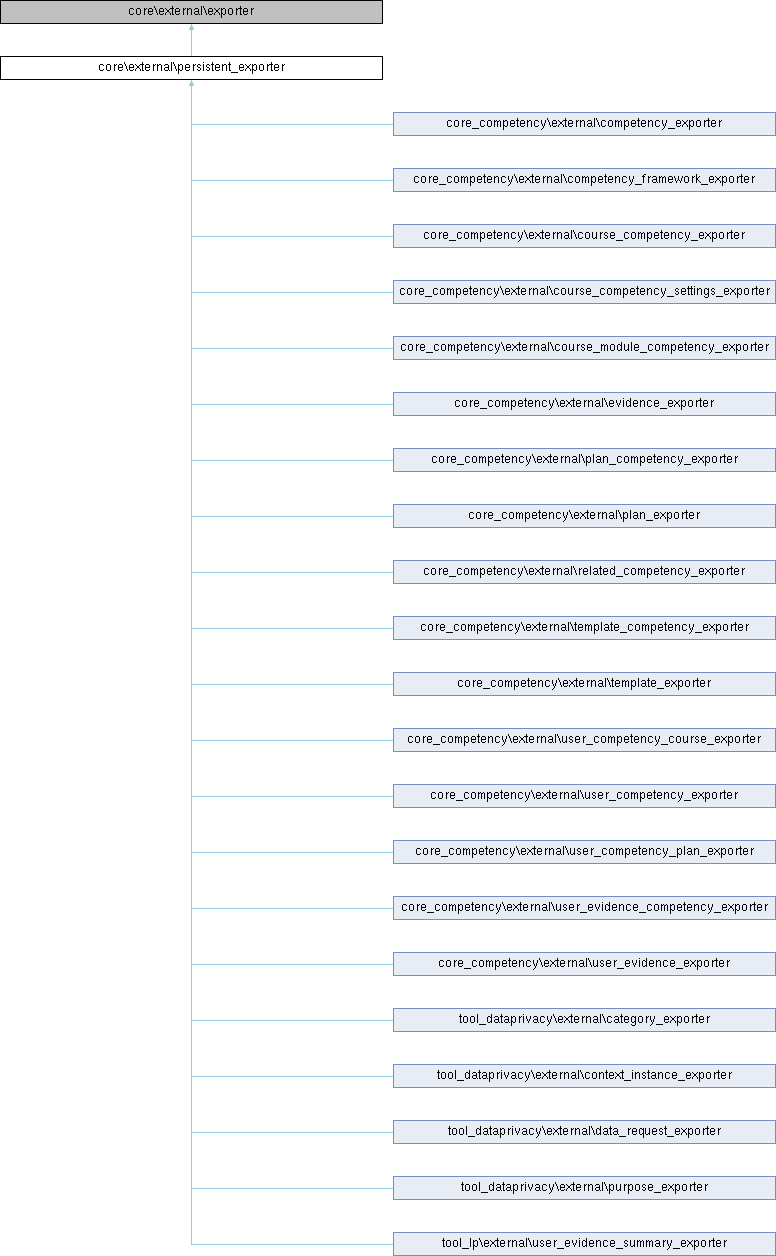 core\external\exporter
core\external\persistent_exporter
core_competency\external\competency_exporter
core_competency\external\competency_framework_exporter
core_competency\external\course_competency_exporter
core_competency\external\course_competency_settings_exporter
core_competency\external\course_module_competency_exporter
core_competency\external\evidence_exporter
core_competency\external\plan_competency_exporter
core_competency\external\plan_exporter
core_competency\external\related_competency_exporter
core_competency\external\template_competency_exporter
core_competency\external\template_exporter
core_competency\external\user_competency_course_exporter
core_competency\external\user_competency_exporter
core_competency\external\user_competency_plan_exporter
core_competency\external\user_evidence_competency_exporter
core_competency\external\user_evidence_exporter
tool_dataprivacy\external\category_exporter
tool_dataprivacy\external\context_instance_exporter
tool_dataprivacy\external\data_request_exporter
tool_dataprivacy\external\purpose_exporter
tool_lp\external\user_evidence_summary_exporter